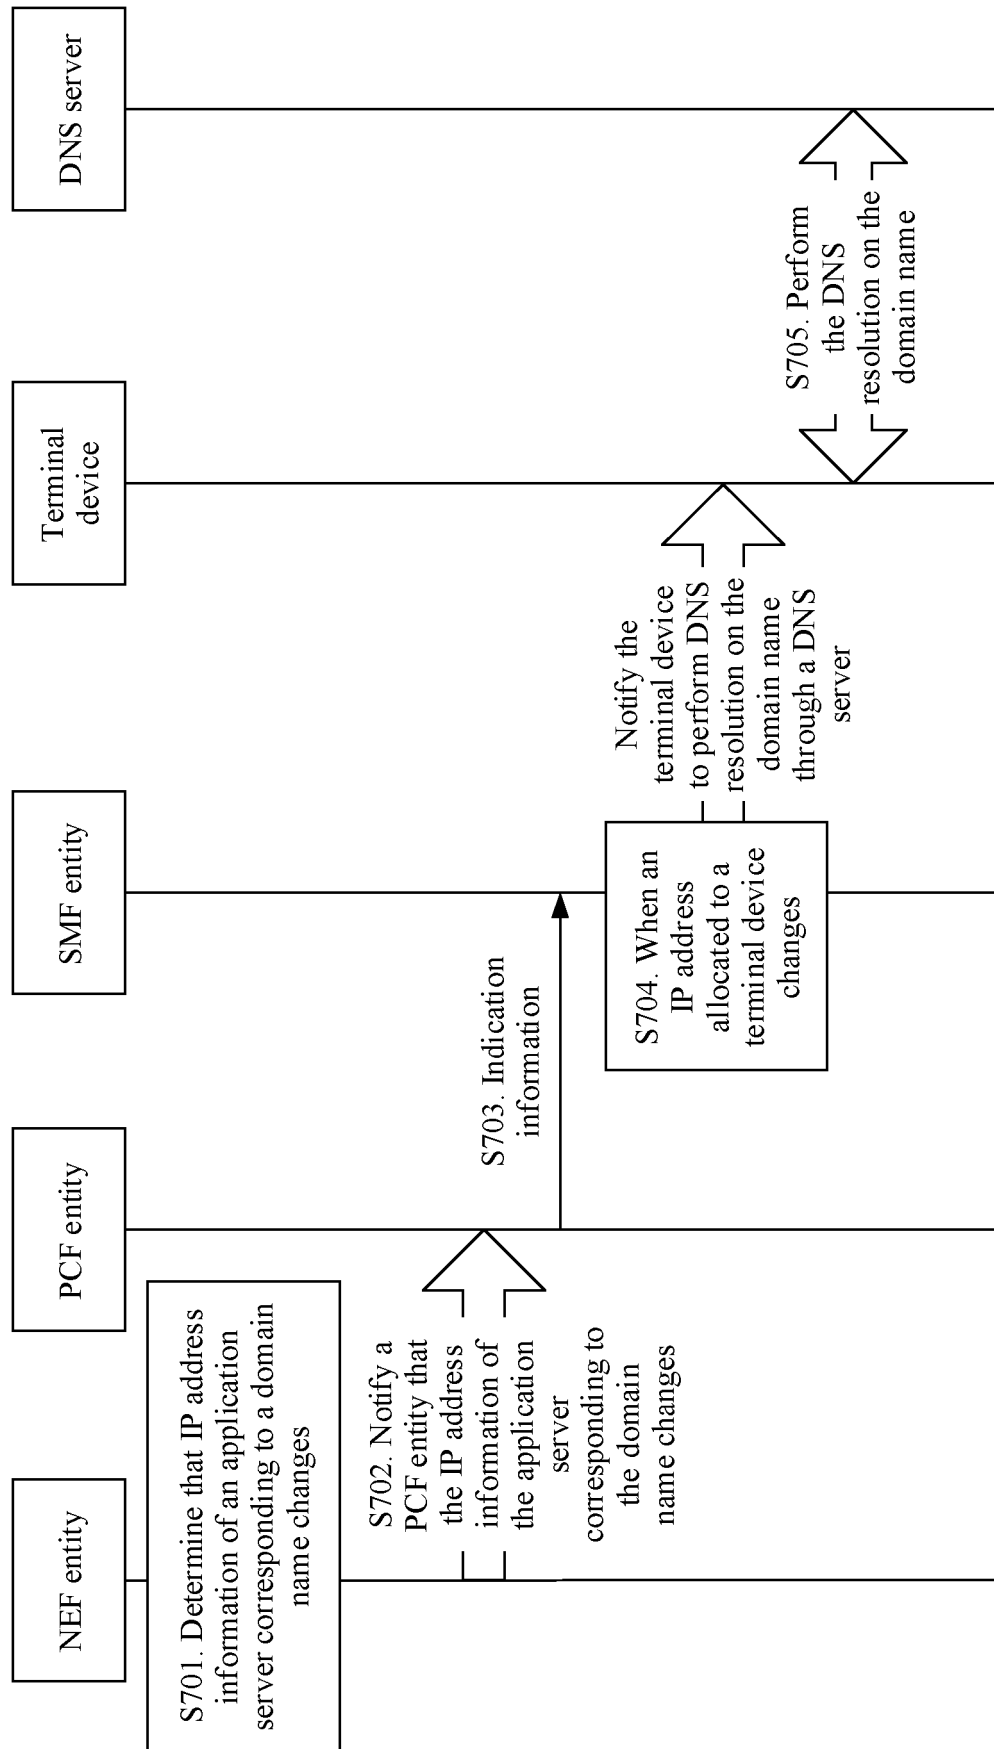 NEF entity
PCF entity
SMF entity
Terminal
device
DNS server
S701. Determine that IP address
information of an application
server corresponding to a domain
name changes
S702. Notify a
PCF entity that
the IP address
information of
the application
server
corresponding to
the domain
name changes
S703. Indication
information
S704. When an
IP address
allocated to a
terminal device
changes
Notify the
terminal device
to perform DNS
resolution on the
domain name
through a DNS
server
S705. Perform
the DNS
resolution on the
domain name